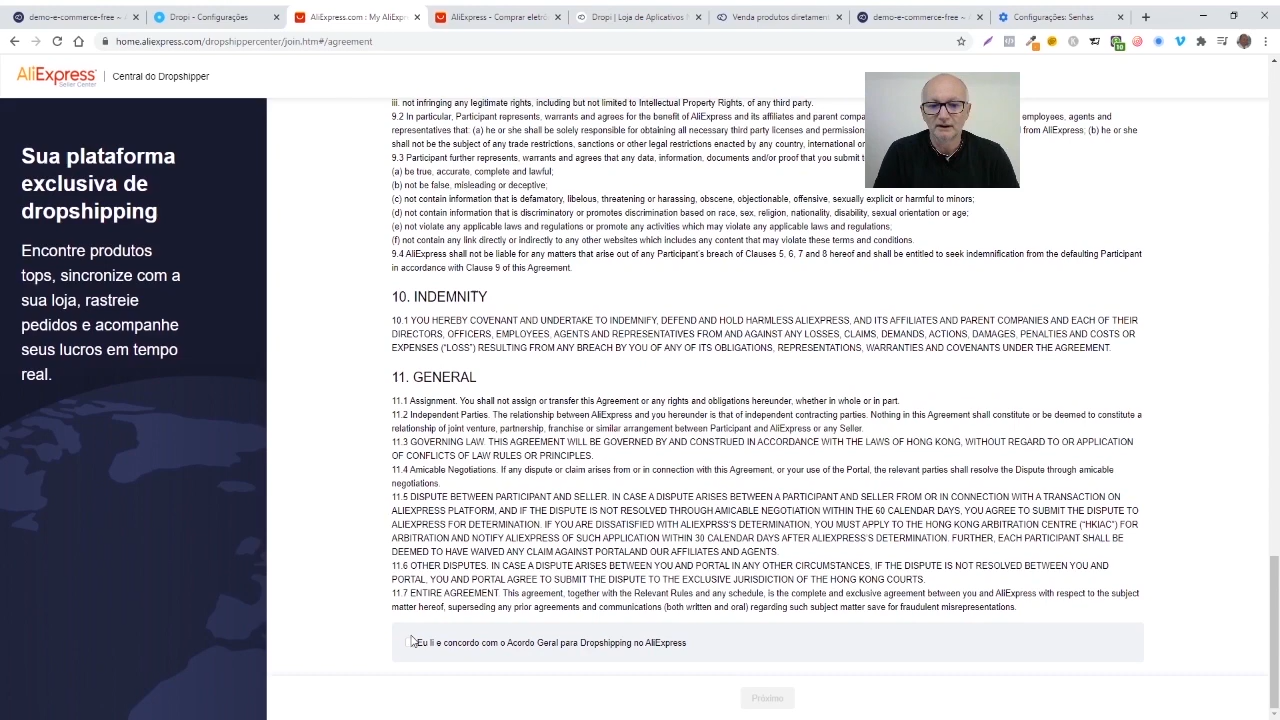 demo-e-commerce-free – A
Dropi - Configurações
AliExpress.com : My AliExpre
AliExpress - Comprar eletrô
Dropi | Loja de Aplicativos N
Venda produtos diretament
demo-e-commerce-free – A
Configurações: Senhas
home.aliexpress.com/dropshippercenter/join.htm#/agreement
AliExpress
Seller Center
Central do Dropshipper
Sua plataforma
exclusiva de
dropshipping
Encontre produtos
tops, sincronize com a
sua loja, rastreie
pedidos e acompanhe
seus lucros em tempo
real.
iii. not infringing any legitimate rights, including but not limited to Intellectual Property Rights, of any third party.
9.2 In particular, Participant represents, warrants and agrees for the benefit of AliExpress and its affiliates and parent compa employees, agents and
representatives that: (a) he or she shall be solely responsible for obtaining all necessary third party licenses and permission from AliExpress; (b) he or she
shall not be the subject of any trade restrictions, sanctions or other legal restrictions enacted by any country, international or
9.3 Participant further represents, warrants and agrees that any data, information, documents and/or proof that you submit t
(a) be true, accurate, complete and lawful;
(b) not be false, misleading or deceptive;
(c) not contain information that is defamatory, libelous, threatening or harassing, obscene, objectionable, offensive, sexually explicit or harmful to minors;
(d) not contain information that is discriminatory or promotes discrimination based on race, sex, religion, nationality, disability, sexual orientation or age;
(e) not violate any applicable laws and regulations or promote any activities which may violate any applicable laws and regulations;
(f) not contain any link directly or indirectly to any other websites which includes any content that may violate these terms and conditions.
9.4 AliExpress shall not be liable for any matters that arise out of any Participant's breach of Clauses 5, 6, 7 and 8 hereof and shall be entitled to seek indemnification from the defaulting Participant
in accordance with Clause 9 of this Agreement.
10. INDEMNITY
10.1 YOU HEREBY COVENANT AND UNDERTAKE TO INDEMNIFY, DEFEND AND HOLD HARMLESS ALIEXPRESS, AND ITS AFFILIATES AND PARENT COMPANIES AND EACH OF THEIR
DIRECTORS, OFFICERS, EMPLOYEES, AGENTS AND REPRESENTATIVES FROM AND AGAINST ANY LOSSES, CLAIMS, DEMANDS, ACTIONS, DAMAGES, PENALTIES AND COSTS OR
EXPENSES ("LOSS") RESULTING FROM ANY BREACH BY YOU OF ANY OF ITS OBLIGATIONS, REPRESENTATIONS, WARRANTIES AND COVENANTS UNDER THE AGREEMENT.
11. GENERAL
11.1 Assignment. You shall not assign or transfer this Agreement or any rights and obligations hereunder, whether in whole or in part.
11.2 Independent Parties. The relationship between AliExpress and you hereunder is that of independent contracting parties. Nothing in this Agreement shall constitute or be deemed to constitute a
relationship of joint venture, partnership, franchise or similar arrangement between Participant and AliExpress or any Seller.
11.3 GOVERNING LAW. THIS AGREEMENT WILL BE GOVERNED BY AND CONSTRUED IN ACCORDANCE WITH THE LAWS OF HONG KONG, WITHOUT REGARD TO OR APPLICATION
OF CONFLICTS OF LAW RULES OR PRINCIPLES.
11.4 Amicable Negotiations. If any dispute or claim arises from or in connection with this Agreement, or your use of the Portal, the relevant parties shall resolve the Dispute through amicable
negotiations.
11.5 DISPUTE BETWEEN PARTICIPANT AND SELLER. IN CASE A DISPUTE ARISES BETWEEN A PARTICIPANT AND SELLER FROM OR IN CONNECTION WITH A TRANSACTION ON
ALIEXPRESS PLATFORM, AND IF THE DISPUTE IS NOT RESOLVED THROUGH AMICABLE NEGOTIATION WITHIN THE 60 CALENDAR DAYS, YOU AGREE TO SUBMIT THE DISPUTE TO
ALIEXPRESS FOR DETERMINATION. IF YOU ARE DISSATISFIED WITH ALIEXPRSS'S DETERMINATION, YOU MUST APPLY TO THE HONG KONG ARBITRATION CENTRE ("HKIAC") FOR
ARBITRATION AND NOTIFY ALIEXPRESS OF SUCH APPLICATION WITHIN 30 CALENDAR DAYS AFTER ALIEXPRESS'S DETERMINATION. FURTHER, EACH PARTICIPANT SHALL BE
DEEMED TO HAVE WAIVED ANY CLAIM AGAINST PORTALAND OUR AFFILIATES AND AGENTS.
11.6 OTHER DISPUTES. IN CASE A DISPUTE ARISES BETWEEN YOU AND PORTAL IN ANY OTHER CIRCUMSTANCES, IF THE DISPUTE IS NOT RESOLVED BETWEEN YOU AND
PORTAL, YOU AND PORTAL AGREE TO SUBMIT THE DISPUTE TO THE EXCLUSIVE JURISDICTION OF THE HONG KONG COURTS.
11.7 ENTIRE AGREEMENT. This agreement, together with the Relevant Rules and any schedule, is the complete and exclusive agreement between you and AliExpress with respect to the subject
matter hereof, superseding any prior agreements and communications (both written and oral) regarding such subject matter save for fraudulent misrepresentations.
Eu li e concordo com o Acordo Geral para Dropshipping no AliExpress
Próximo